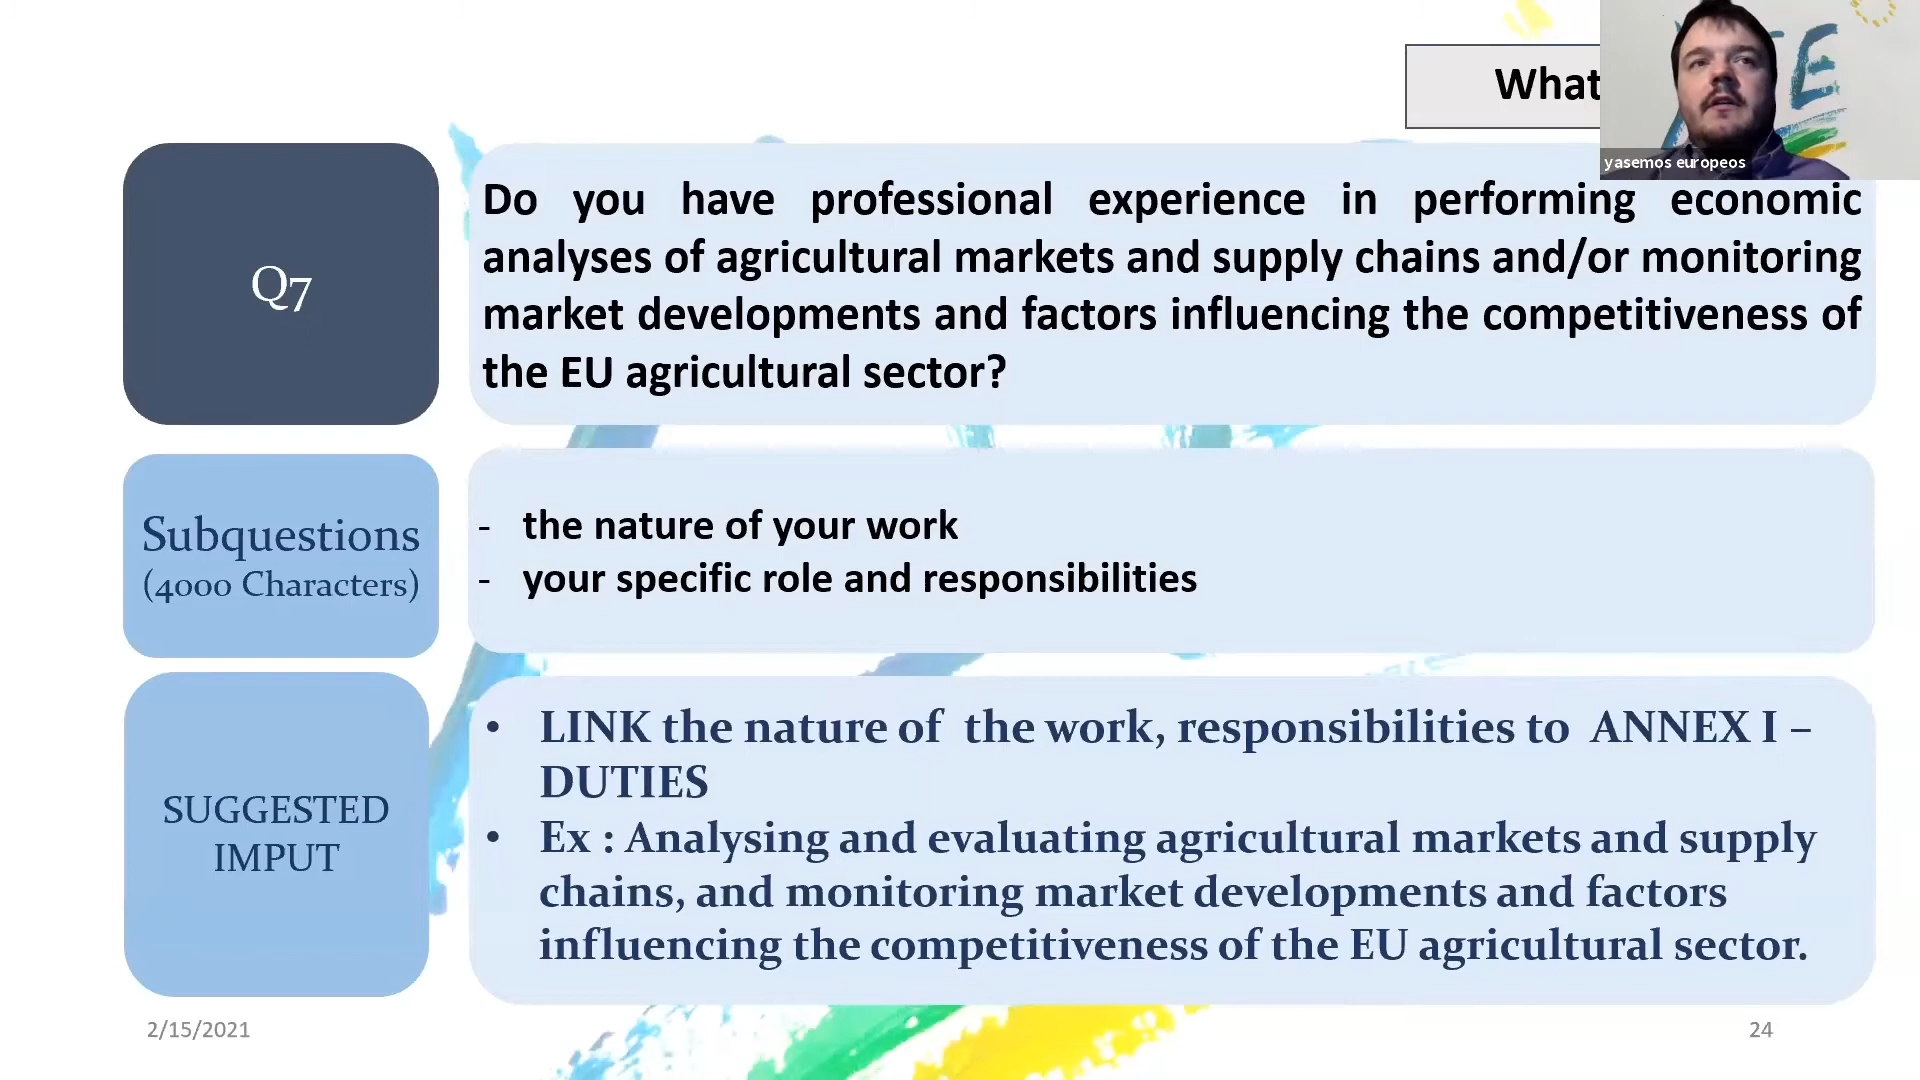 What
yasemos europeos
Q7
Do you have professional experience in performing economic
analyses of agricultural markets and supply chains and/or monitoring
market developments and factors influencing the competitiveness of
the EU agricultural sector?
Subquestions
(4000 Characters)
- the nature of your work
- your specific role and responsibilities
SUGGESTED
IMPUT
• LINK the nature of the work, responsibilities to ANNEX I –
DUTIES
• Ex : Analysing and evaluating agricultural markets and supply
chains, and monitoring market developments and factors
influencing the competitiveness of the EU agricultural sector.
2/15/2021
24